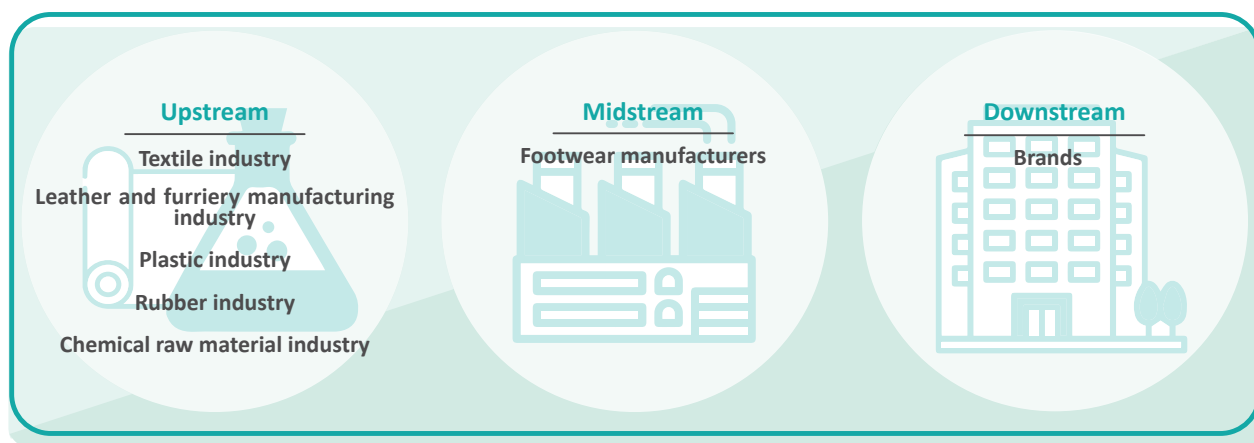 Upstream
Textile industry
Leather and furriery manufacturing
industry
Plastic industry
Rubber industry
Chemical raw material industry
Midstream
Footwear manufacturers
Downstream
Brands